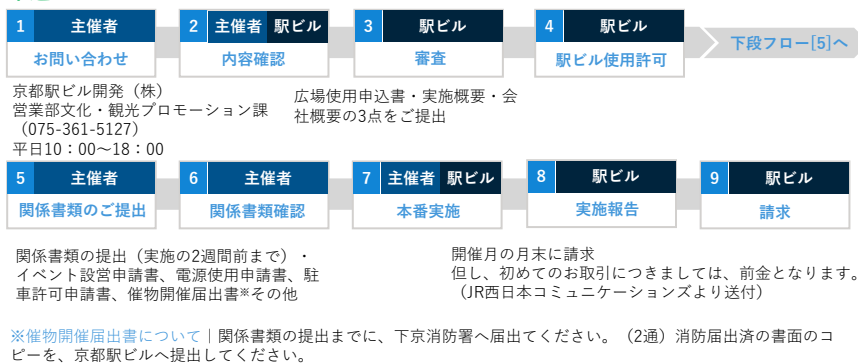 1 主催者
お問い合わせ
2 主催者 駅ビル
内容確認
3 駅ビル
審査
4 駅ビル
駅ビル使用許可
下段フロー[5]へ
京都駅ビル開発（株）
営業部文化・観光プロモーション課
（075-361-5127）
平日10：00～18：00
広場使用申込書・実施概要・会
社概要の3点をご提出
5 主催者
関係書類のご提出
6 主催者
関係書類確認
7 主催者 駅ビル
本番実施
8 駅ビル
実施報告
9 駅ビル
請求
関係書類の提出（実施の2週間前まで）・
イベント設営申請書、電源使用申請書、駐
車許可申請書、催物開催届出書※その他
開催月の月末に請求
但し、初めてのお取引につきましては、前金となります。
（JR西日本コミュニケーションズより送付）
※催物開催届出書について｜関係書類の提出までに、下京消防署へ届出てください。（2通）消防届出済の書面のコ
ピーを、京都駅ビルへ提出してください。